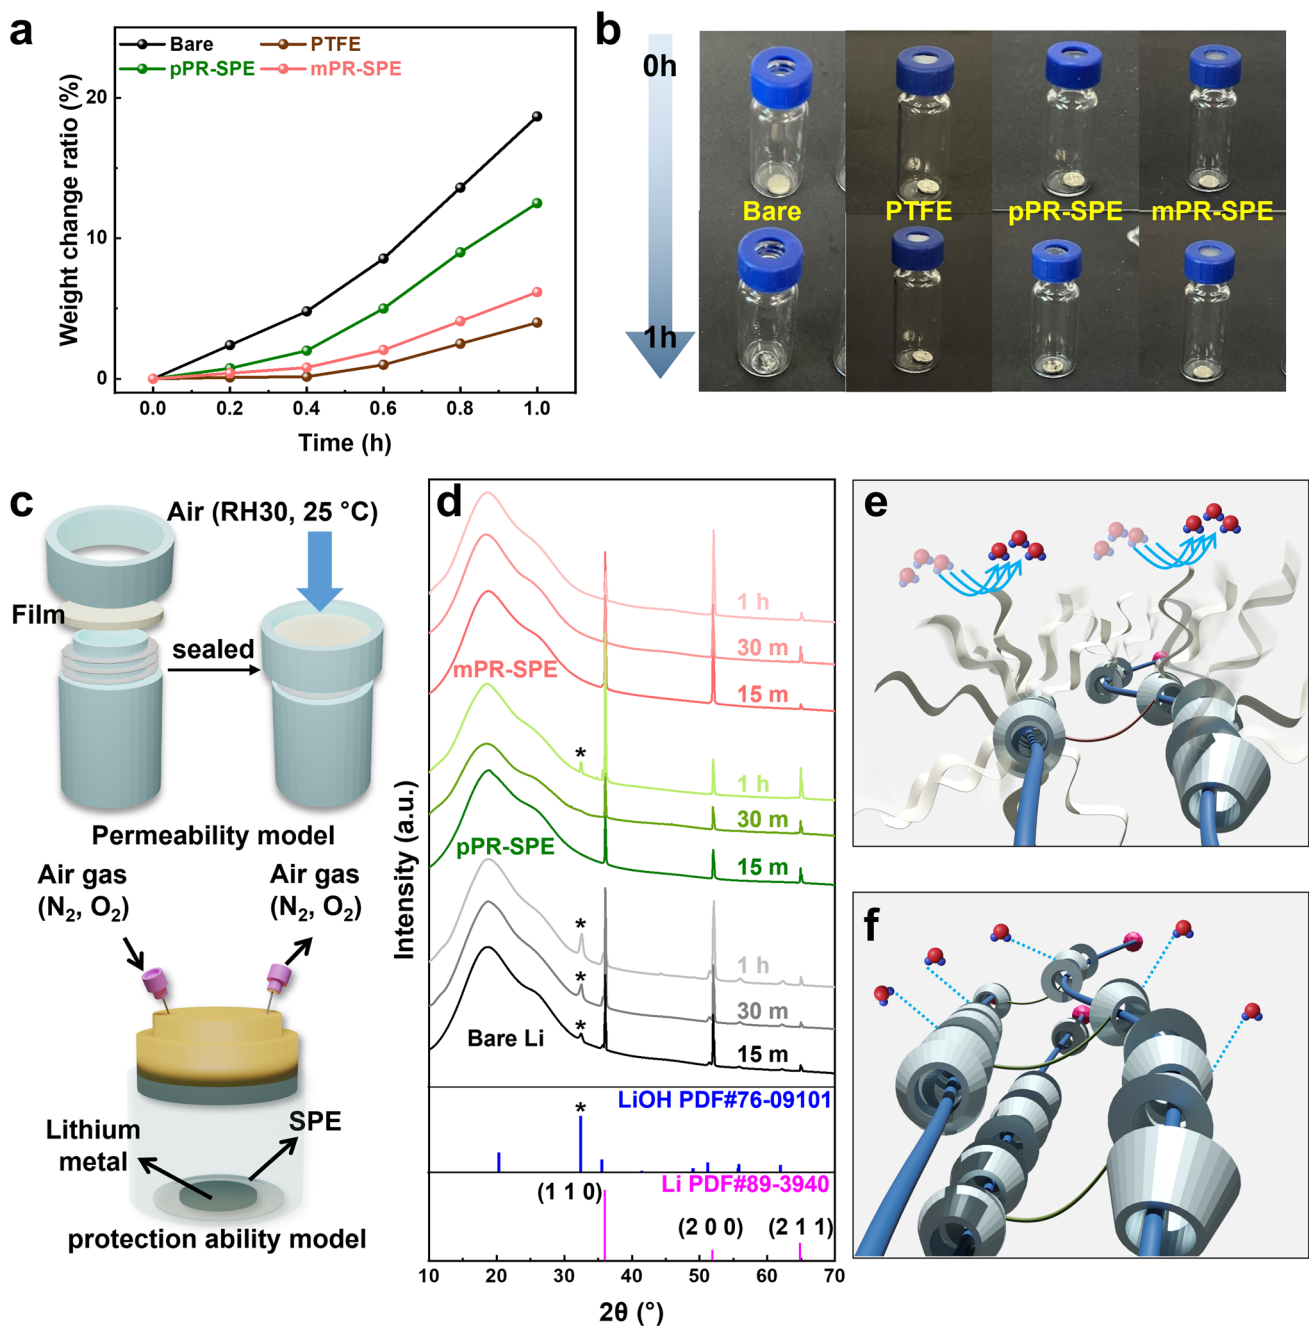 a
Bare
PTFE
pPR-SPE
mPR-SPE
Weight change ratio (%)
20
10
0
0.0 0.2 0.4 0.6 0.8 1.0
Time (h)
b
0h
1h
Bare PTFE pPR-SPE mPR-SPE
c
Air (RH30, 25 °C)
Film
sealed
Permeability model
Air gas
(N₂, O₂)
Air gas
(N₂, O₂)
Lithium
metal
SPE
protection ability model
d
Intensity (a.u.)
1 h
30 m
mPR-SPE
15 m
*
1 h
30 m
pPR-SPE
15 m
*
1 h
*
30 m
*
Bare Li
15 m
LiOH PDF#76-09101
*
Li PDF#89-3940
(1 1 0)
(2 0 0)
(2 1 1)
10 20 30 40 50 60 70
2θ (°)
e
f